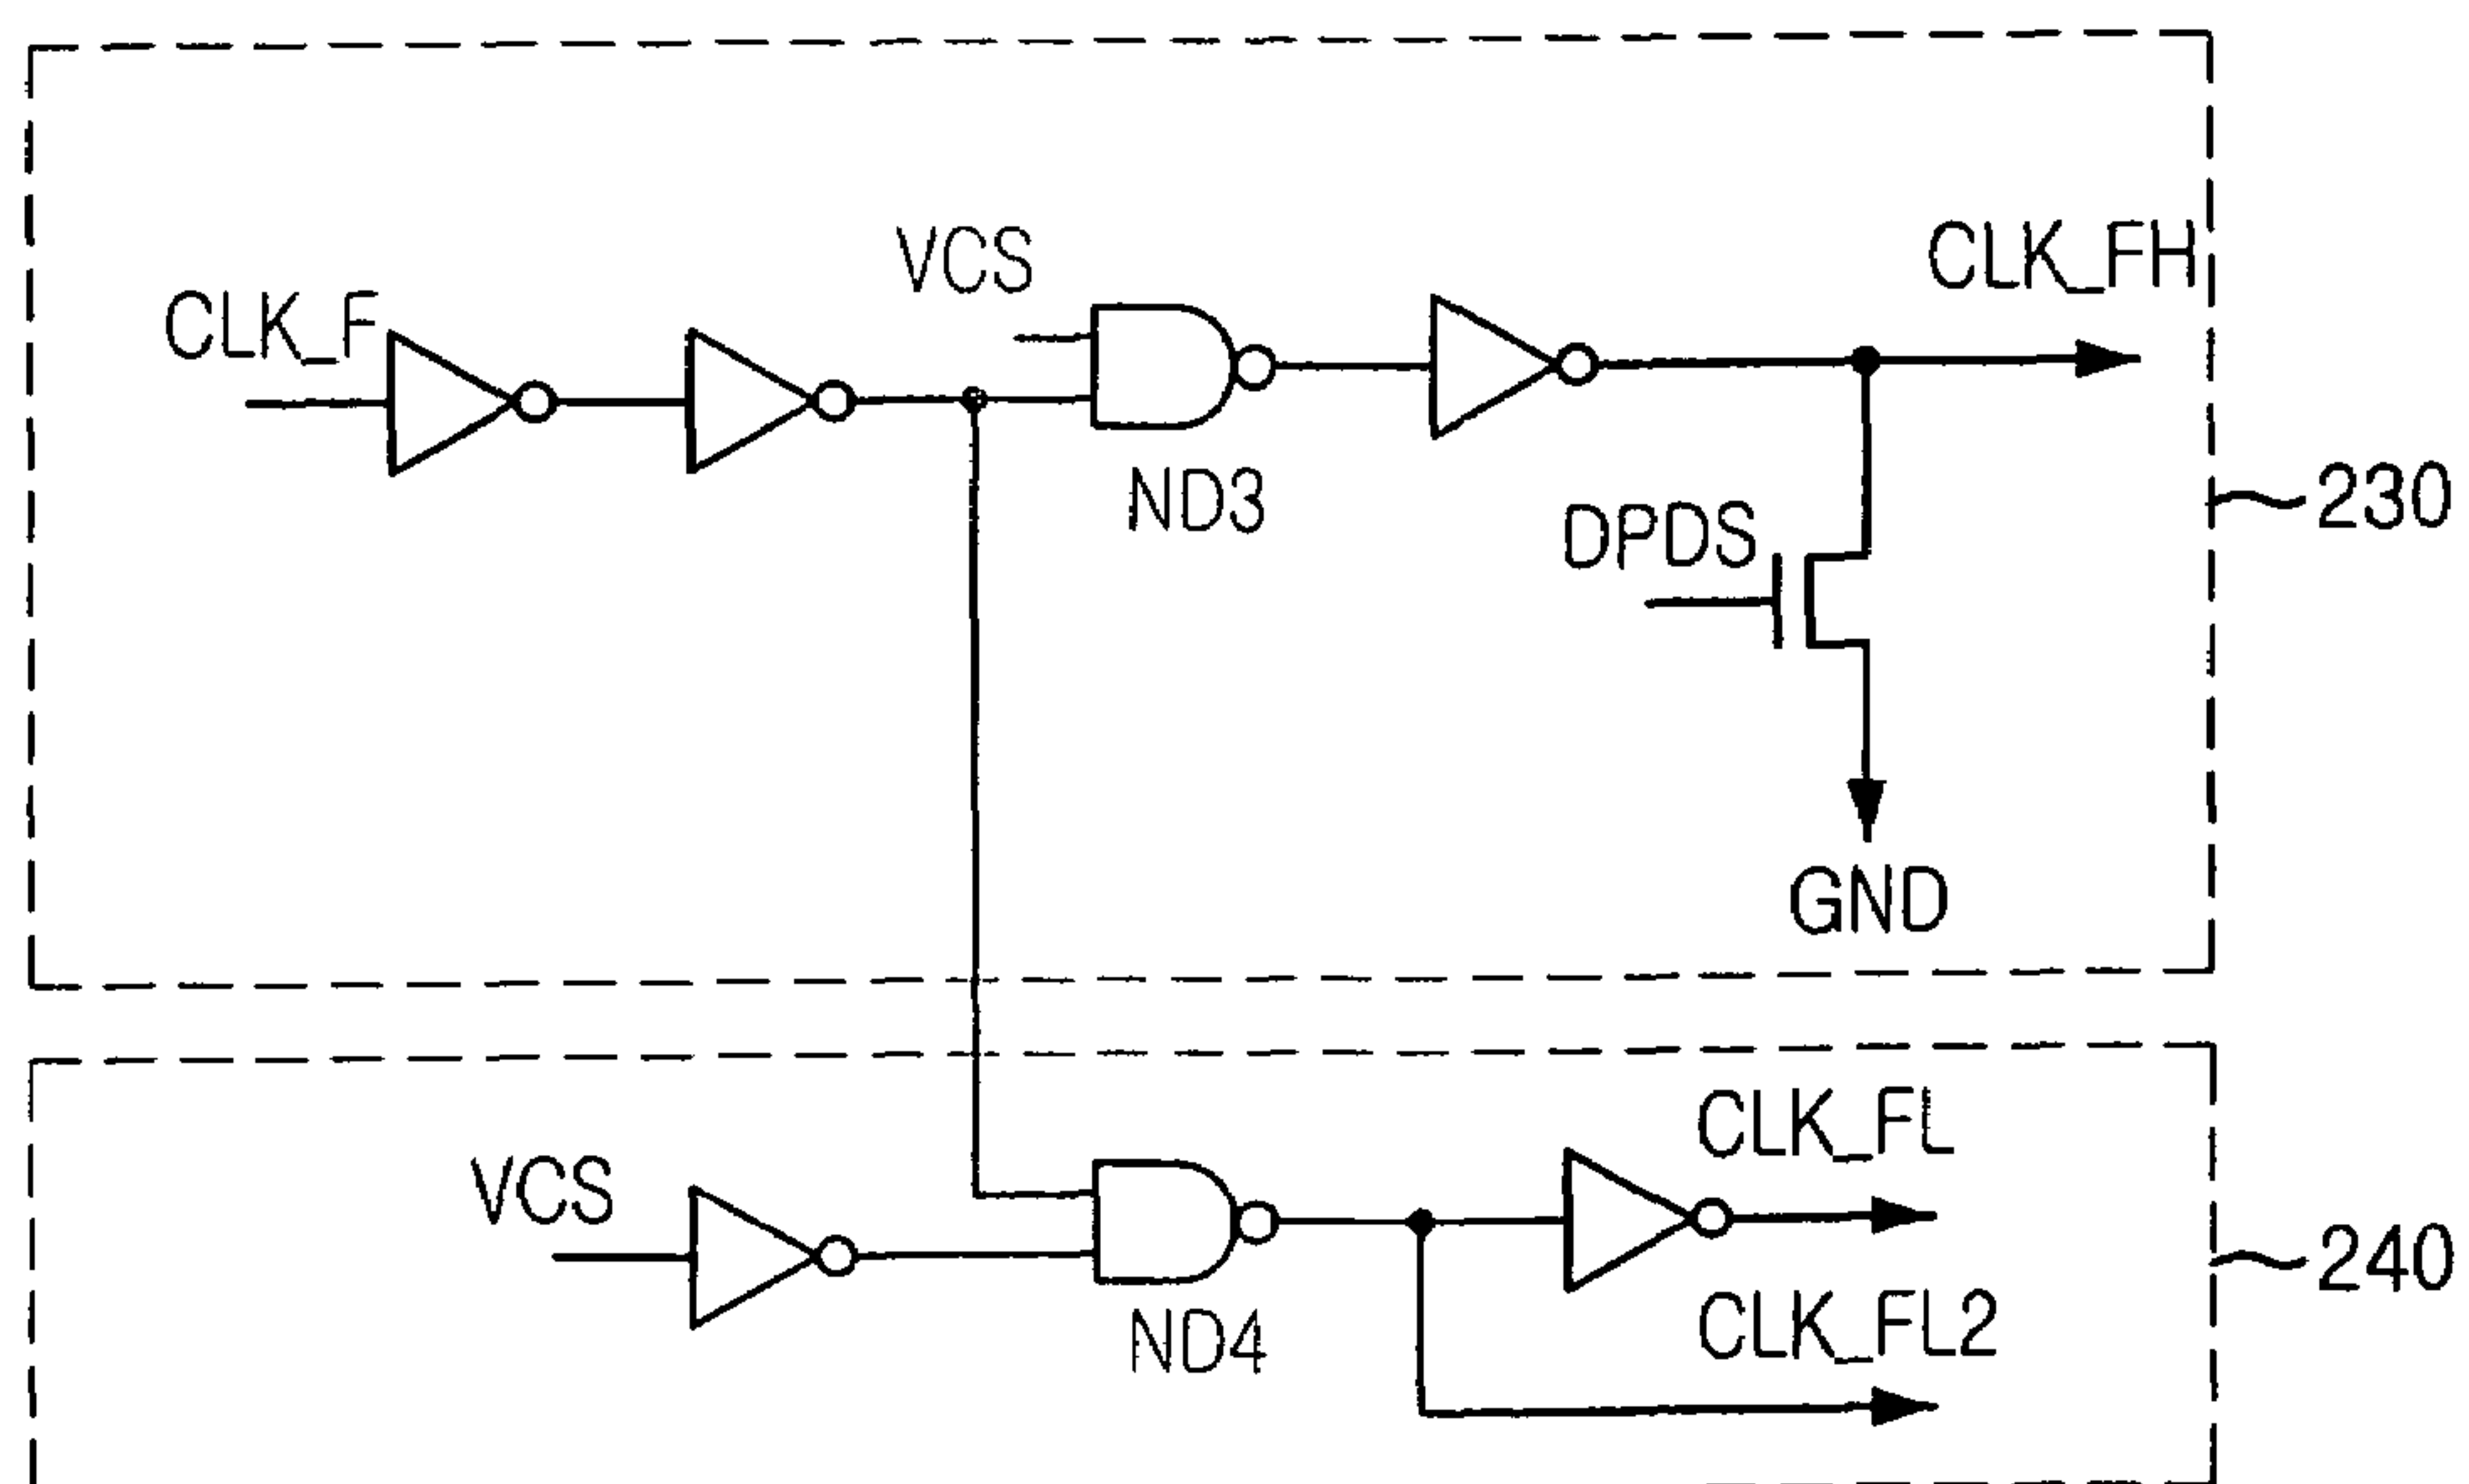 VCS
CLK_FH
CLK_F
ND3
DPDS
230
GND
CLK_FL
VCS
240
CLK_FL2
ND4